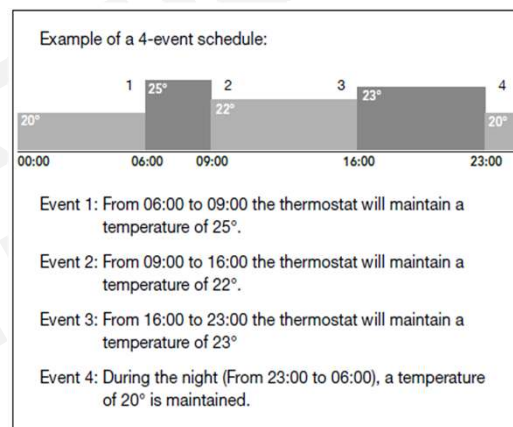 Example of a 4-event schedule:
1 25° 2 3 23° 4
20° 22° 20°
00:00 06:00 09:00 16:00 23:00
Event 1: From 06:00 to 09:00 the thermostat will maintain a
temperature of 25°.
Event 2: From 09:00 to 16:00 the thermostat will maintain a
temperature of 22°.
Event 3: From 16:00 to 23:00 the thermostat will maintain a
temperature of 23°
Event 4: During the night (From 23:00 to 06:00), a temperature
of 20° is maintained.